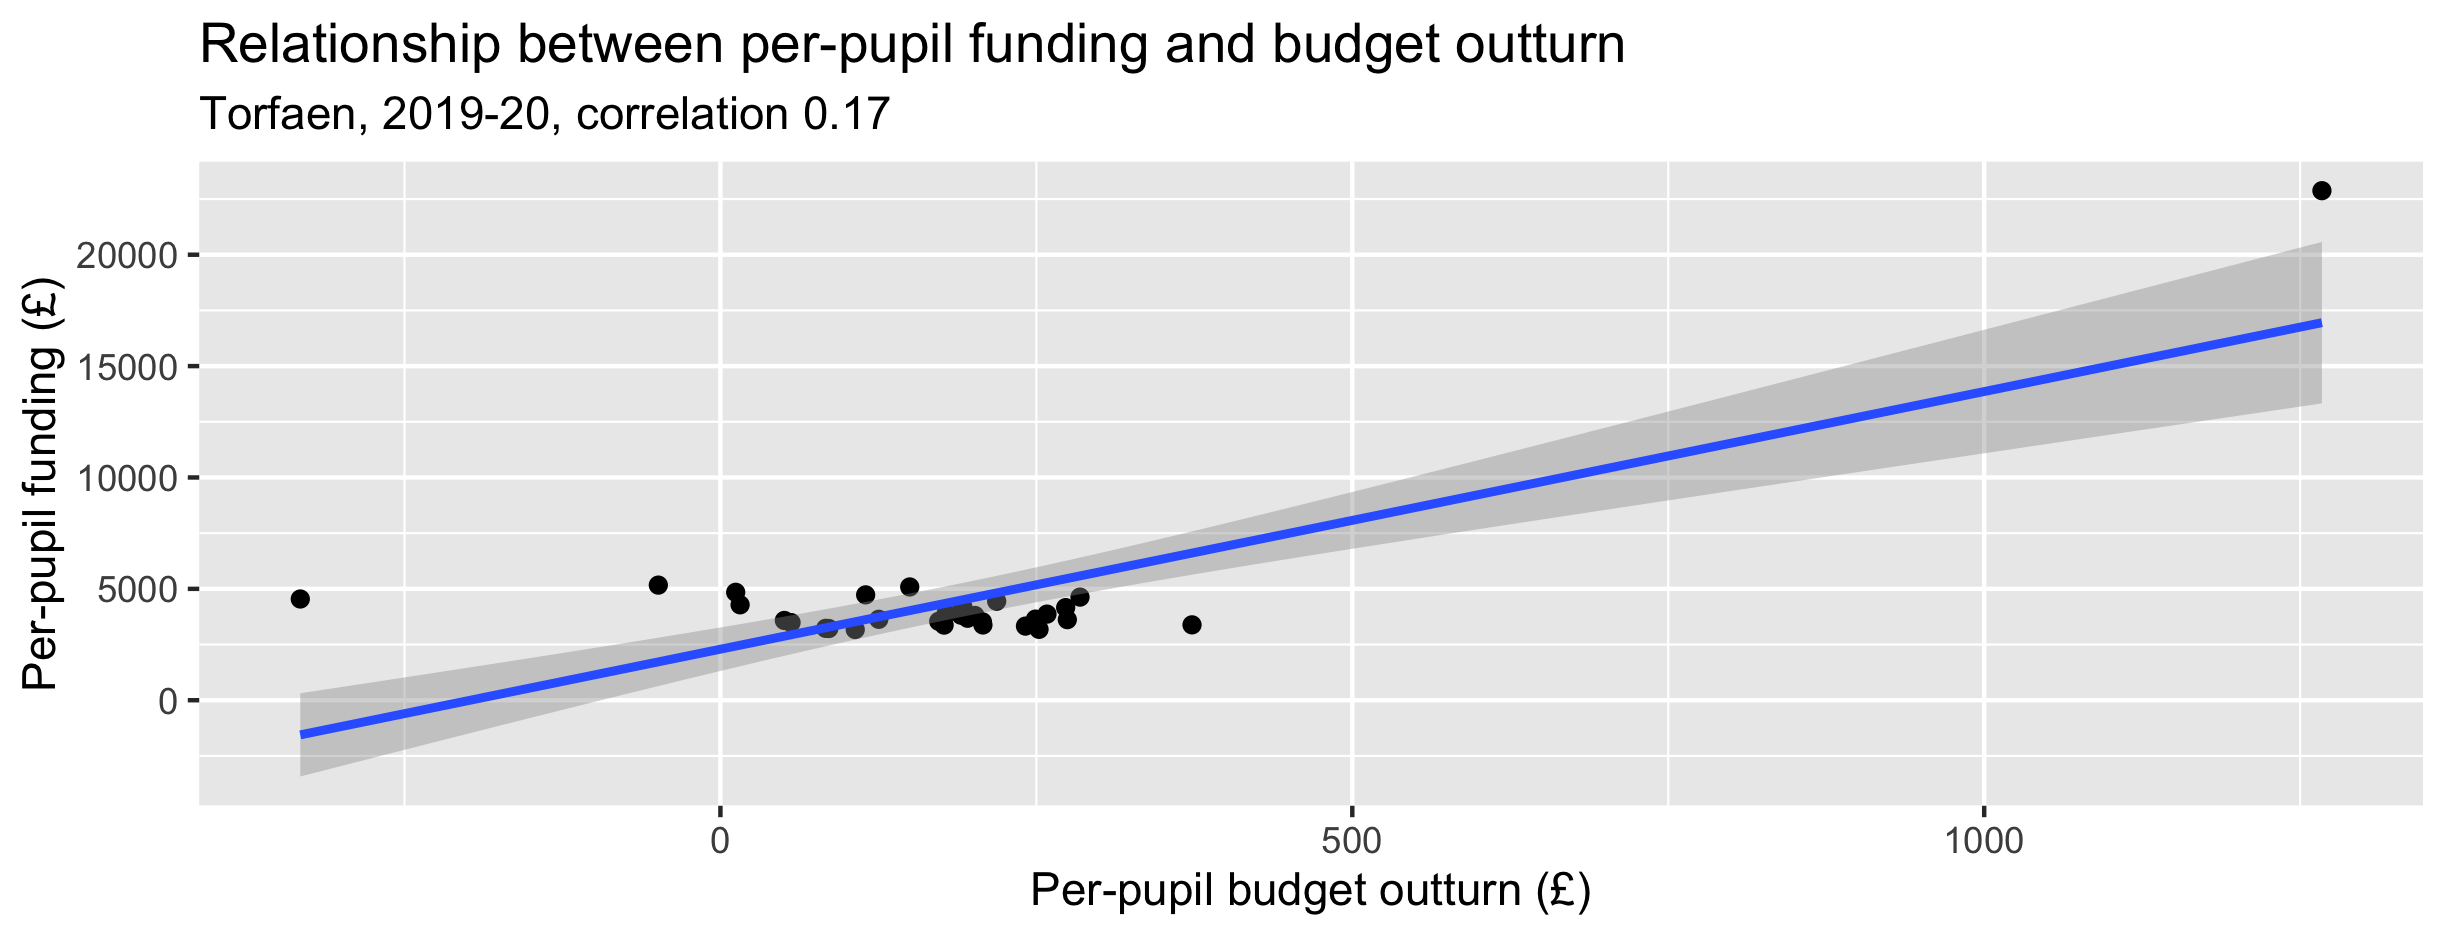 Relationship between per-pupil funding and budget outturn
Torfaen, 2019-20, correlation 0.17
Per-pupil funding (£)
20000
15000
10000
5000
0
0
500
1000
Per-pupil budget outturn (£)